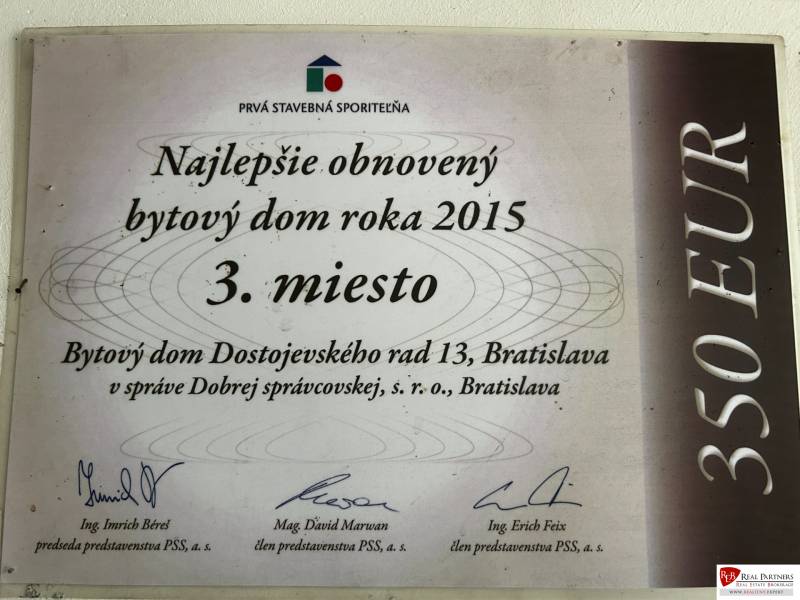 PRVÁ STAVEBNÁ SPORITEĽŇA
Najlepšie obnovený
bytový dom roka 2015
3. miesto
Bytový dom Dostojevského rad 13, Bratislava
v správe Dobrej správcovskej, s. r. o., Bratislava
Ing. Imrich Béreš
predseda predstavenstva PSS, a. s.
Mag. David Marwan
člen predstavenstva PSS, a. s.
Ing. Erich Feix
člen predstavenstva PSS, a. s.
350 EUR
REAL PARTNERS
REAL ESTATE BROKERAGE
WWW.REALITNYEXPERT